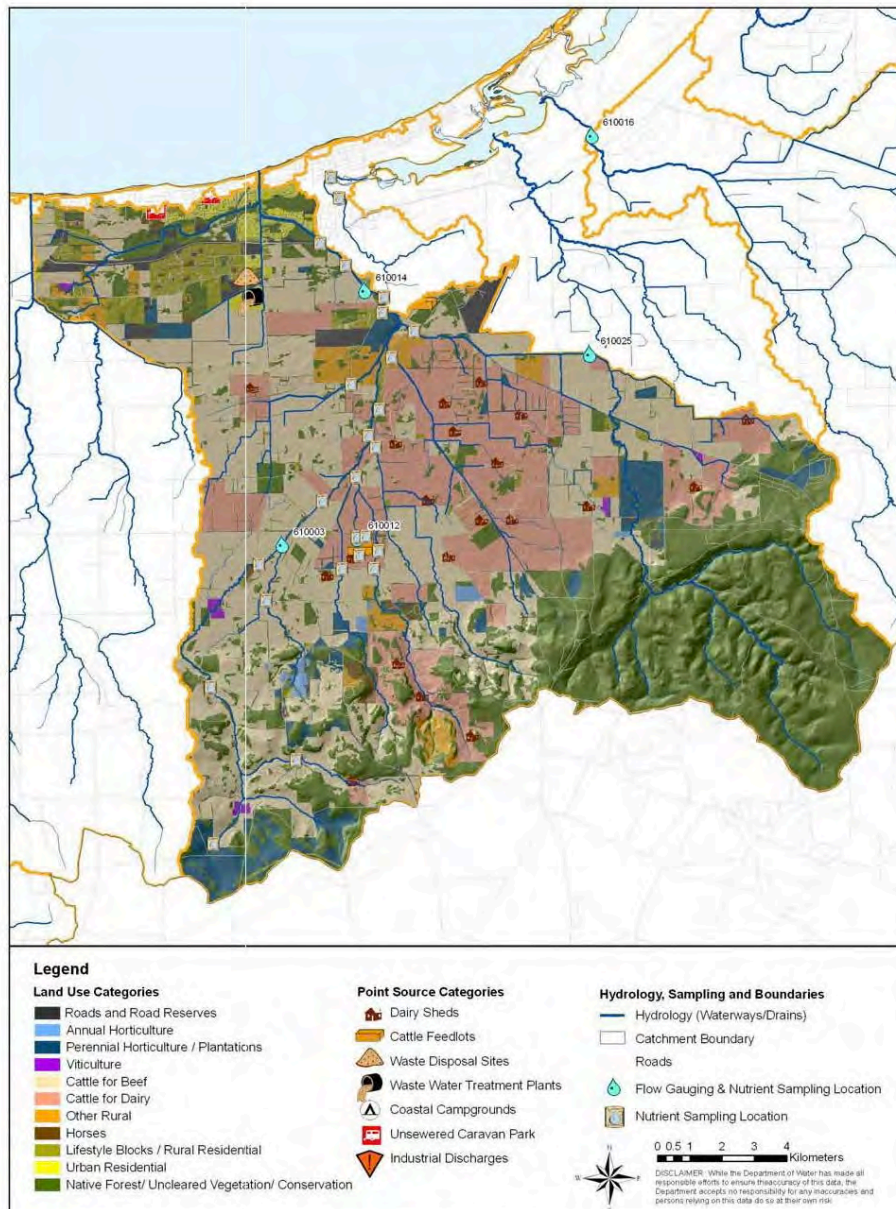 610016
610014
610025
610003
610012
Legend
Land Use Categories
Roads and Road Reserves
Annual Horticulture
Perennial Horticulture / Plantations
Viticulture
Cattle for Beef
Cattle for Dairy
Other Rural
Horses
Lifestyle Blocks / Rural Residential
Urban Residential
Native Forest/ Uncleared Vegetation/ Conservation
Point Source Categories
Dairy Sheds
Cattle Feedlots
Waste Disposal Sites
Waste Water Treatment Plants
Coastal Campgrounds
Unsewered Caravan Park
Industrial Discharges
Hydrology, Sampling and Boundaries
Hydrology (Waterways/Drains)
Catchment Boundary
Roads
Flow Gauging & Nutrient Sampling Location
Nutrient Sampling Location
N
W
E
0 0.5 1 2 3 4
Kilometers
DISCLAIMER: While the Department of Water has made all
responsible efforts to ensure theaccuracy of this data, the
Department accepts no responsibility for any inaccuracies and
persons relying on this data do so at their own risk